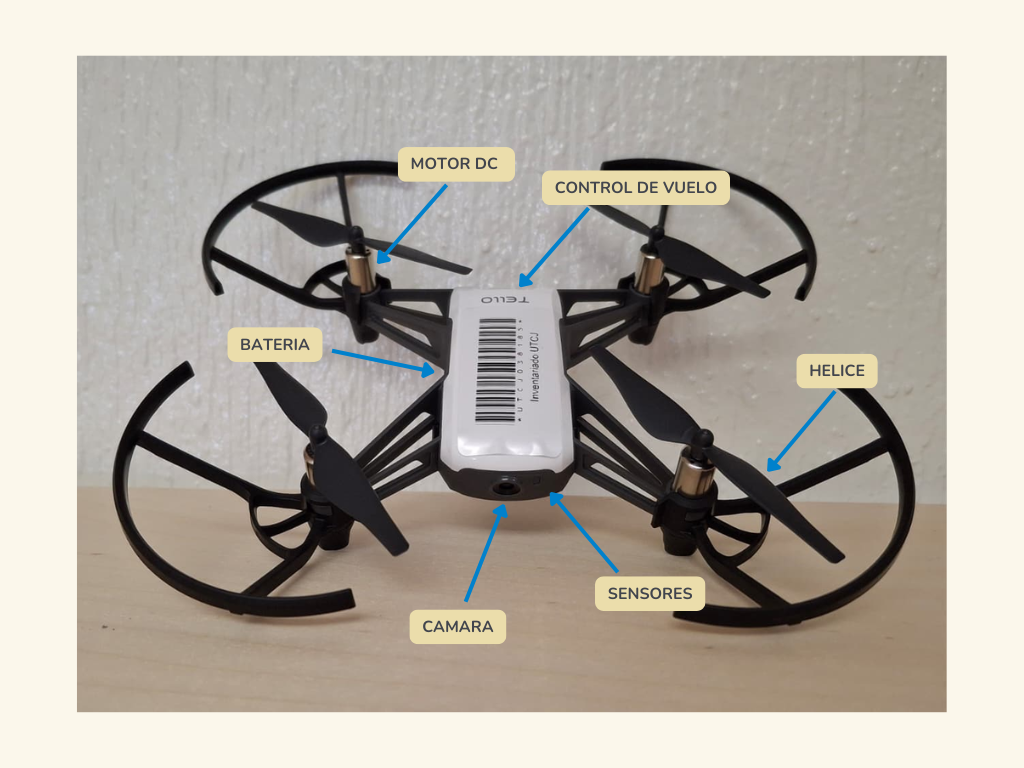 MOTOR DC
CONTROL DE VUELO
TELLO
Inventariado UTCJ
BATERIA
HELICE
SENSORES
CAMARA